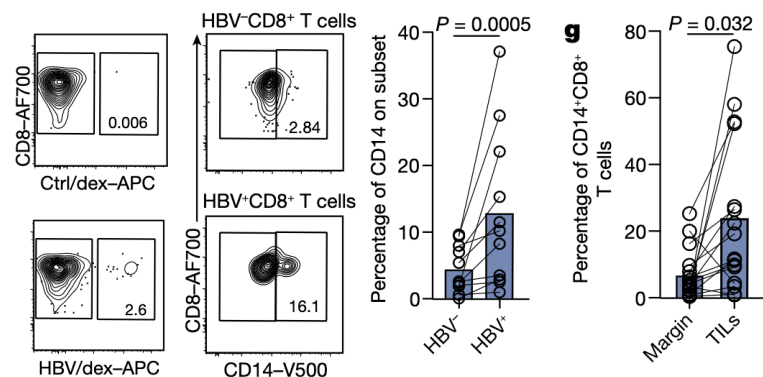 CD8–AF700
0.006
Ctrl/dex–APC
2.6
HBV/dex–APC
HBV⁻CD8⁺ T cells
2.84
HBV⁺CD8⁺ T cells
16.1
CD8–AF700
CD14–V500
P = 0.0005
Percentage of CD14 on subset
40
30
20
10
0
HBV⁻
HBV⁺
g
P = 0.032
Percentage of CD14⁺CD8⁺
T cells
80
60
40
20
0
Margin
TILs